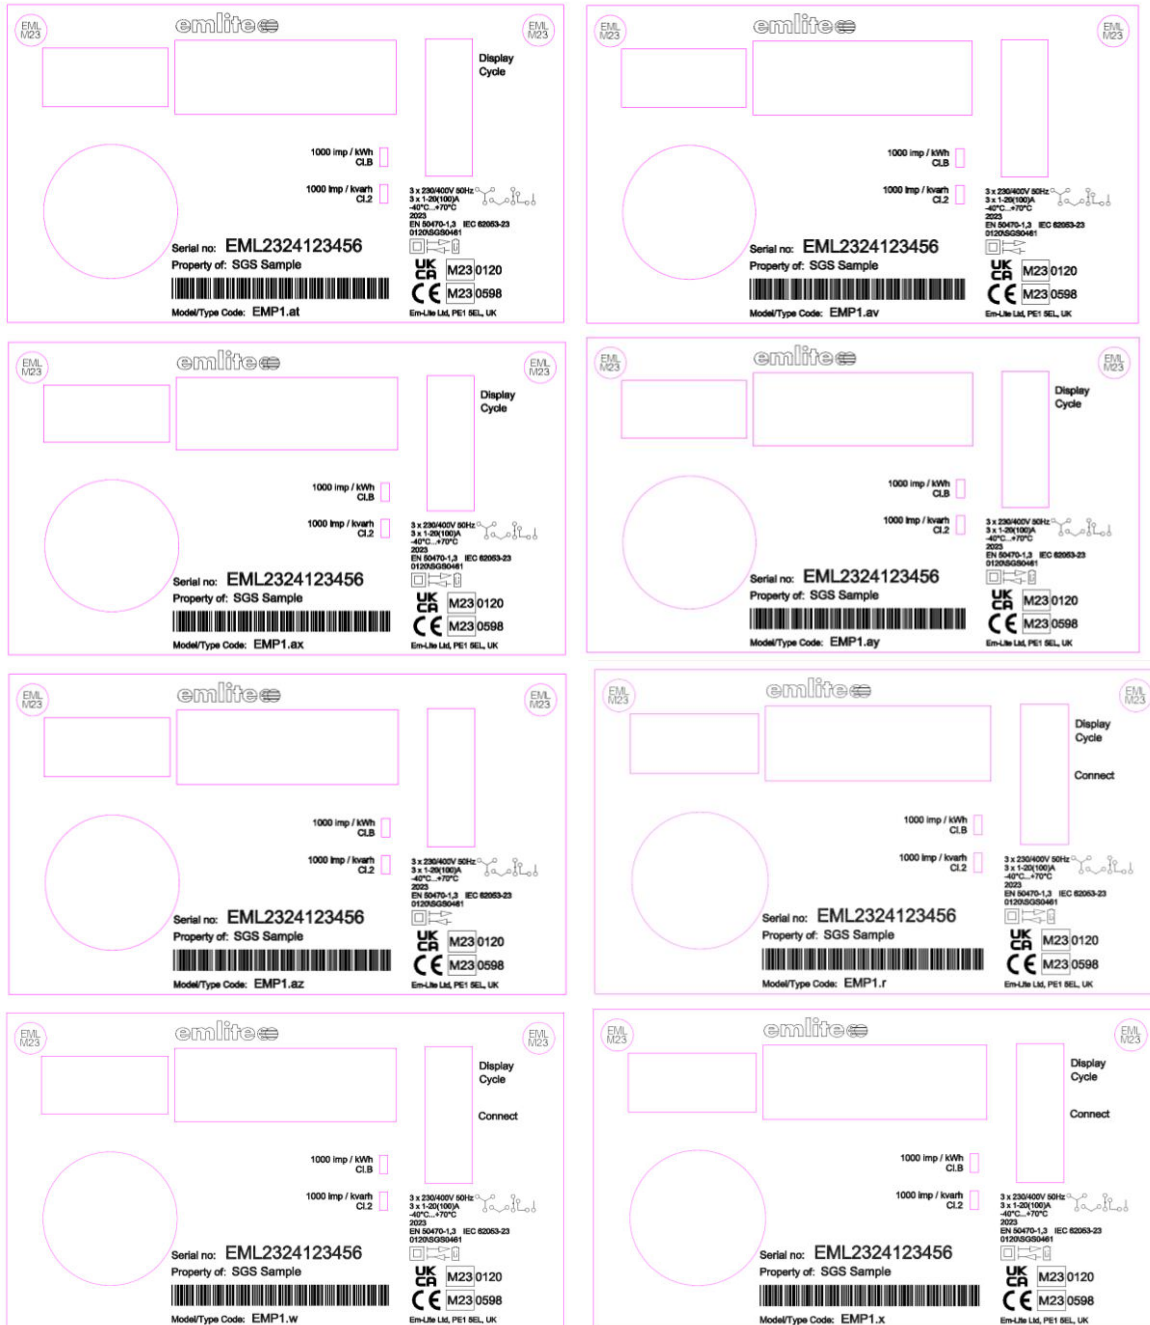 EML
M23
emlite
EML
M23
Display
Cycle
1000 imp / kWh
Cl.B
1000 imp / kvarh
Cl.2
3 x 230/400V 50Hz
3 x 1-20(100)A
-40°C...+70°C
2023
EN 50470-1,3 IEC 62053-23
0120\SGS0461
Serial no: EML2324123456
Property of: SGS Sample
UK
CA M23 0120
CE M23 0598
Model/Type Code: EMP1.at
Em-Lite Ltd, PE1 5EL, UK
EML
M23
emlite
EML
M23
1000 imp / kWh
Cl.B
1000 imp / kvarh
Cl.2
3 x 230/400V 50Hz
3 x 1-20(100)A
-40°C...+70°C
2023
EN 50470-1,3 IEC 62053-23
0120\SGS0461
Serial no: EML2324123456
Property of: SGS Sample
UK
CA M23 0120
CE M23 0598
Model/Type Code: EMP1.av
Em-Lite Ltd, PE1 5EL, UK
EML
M23
emlite
EML
M23
Display
Cycle
1000 imp / kWh
Cl.B
1000 imp / kvarh
Cl.2
3 x 230/400V 50Hz
3 x 1-20(100)A
-40°C...+70°C
2023
EN 50470-1,3 IEC 62053-23
0120\SGS0461
Serial no: EML2324123456
Property of: SGS Sample
UK
CA M23 0120
CE M23 0598
Model/Type Code: EMP1.ax
Em-Lite Ltd, PE1 5EL, UK
EML
M23
emlite
EML
M23
Display
Cycle
1000 imp / kWh
Cl.B
1000 imp / kvarh
Cl.2
3 x 230/400V 50Hz
3 x 1-20(100)A
-40°C...+70°C
2023
EN 50470-1,3 IEC 62053-23
0120\SGS0461
Serial no: EML2324123456
Property of: SGS Sample
UK
CA M23 0120
CE M23 0598
Model/Type Code: EMP1.ay
Em-Lite Ltd, PE1 5EL, UK
EML
M23
emlite
EML
M23
1000 imp / kWh
Cl.B
1000 imp / kvarh
Cl.2
3 x 230/400V 50Hz
3 x 1-20(100)A
-40°C...+70°C
2023
EN 50470-1,3 IEC 62053-23
0120\SGS0461
Serial no: EML2324123456
Property of: SGS Sample
UK
CA M23 0120
CE M23 0598
Model/Type Code: EMP1.az
Em-Lite Ltd, PE1 5EL, UK
EML
M23
emlite
EML
M23
Display
Cycle
Connect
1000 imp / kWh
Cl.B
1000 imp / kvarh
Cl.2
3 x 230/400V 50Hz
3 x 1-20(100)A
-40°C...+70°C
2023
EN 50470-1,3 IEC 62053-23
0120\SGS0461
Serial no: EML2324123456
Property of: SGS Sample
UK
CA M23 0120
CE M23 0598
Model/Type Code: EMP1.r
Em-Lite Ltd, PE1 5EL, UK
EML
M23
emlite
EML
M23
Display
Cycle
Connect
1000 imp / kWh
Cl.B
1000 imp / kvarh
Cl.2
3 x 230/400V 50Hz
3 x 1-20(100)A
-40°C...+70°C
2023
EN 50470-1,3 IEC 62053-23
0120\SGS0461
Serial no: EML2324123456
Property of: SGS Sample
UK
CA M23 0120
CE M23 0598
Model/Type Code: EMP1.w
Em-Lite Ltd, PE1 5EL, UK
EML
M23
emlite
EML
M23
Display
Cycle
Connect
1000 imp / kWh
Cl.B
1000 imp / kvarh
Cl.2
3 x 230/400V 50Hz
3 x 1-20(100)A
-40°C...+70°C
2023
EN 50470-1,3 IEC 62053-23
0120\SGS0461
Serial no: EML2324123456
Property of: SGS Sample
UK
CA M23 0120
CE M23 0598
Model/Type Code: EMP1.x
Em-Lite Ltd, PE1 5EL, UK